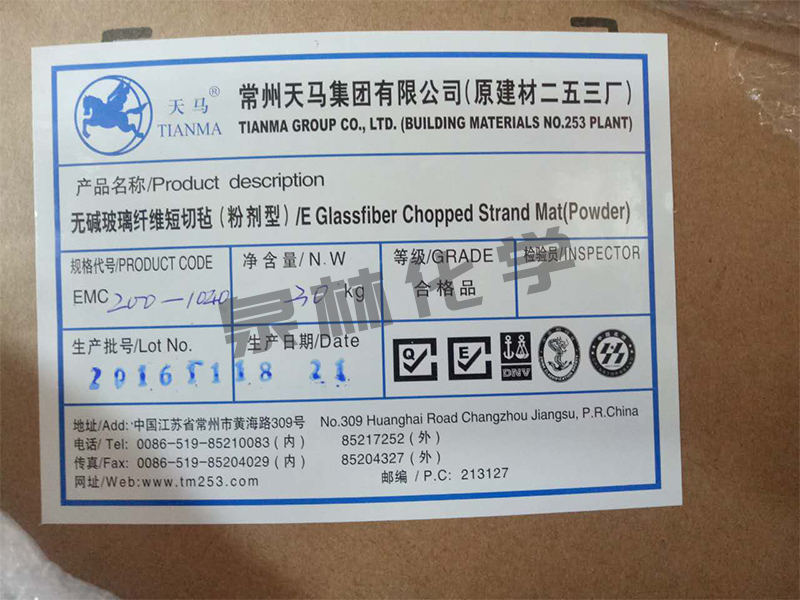 天马®
TIANMA
常州天马集团有限公司(原建材二五三厂)
TIANMA GROUP CO., LTD. (BUILDING MATERIALS NO.253 PLANT)
产品名称/Product description
无碱玻璃纤维短切毡(粉剂型)/E Glassfiber Chopped Strand Mat(Powder)
规格代号/PRODUCT CODE
EMC 200-1040
净含量/N.W
30 kg
等级/GRADE
合格品
检验员/INSPECTOR
泉林化学
生产批号/Lot No.
生产日期/Date
20161118 21
Q
E
DNV
地址/Add: 中国江苏省常州市黄海路309号 No.309 Huanghai Road Changzhou Jiangsu, P.R.China
电话/ Tel: 0086-519-85210083 (内) 85217252 (外)
传真/Fax: 0086-519-85204029 (内) 85204327 (外)
网址/Web:www.tm253.com 邮编 / P.C: 213127